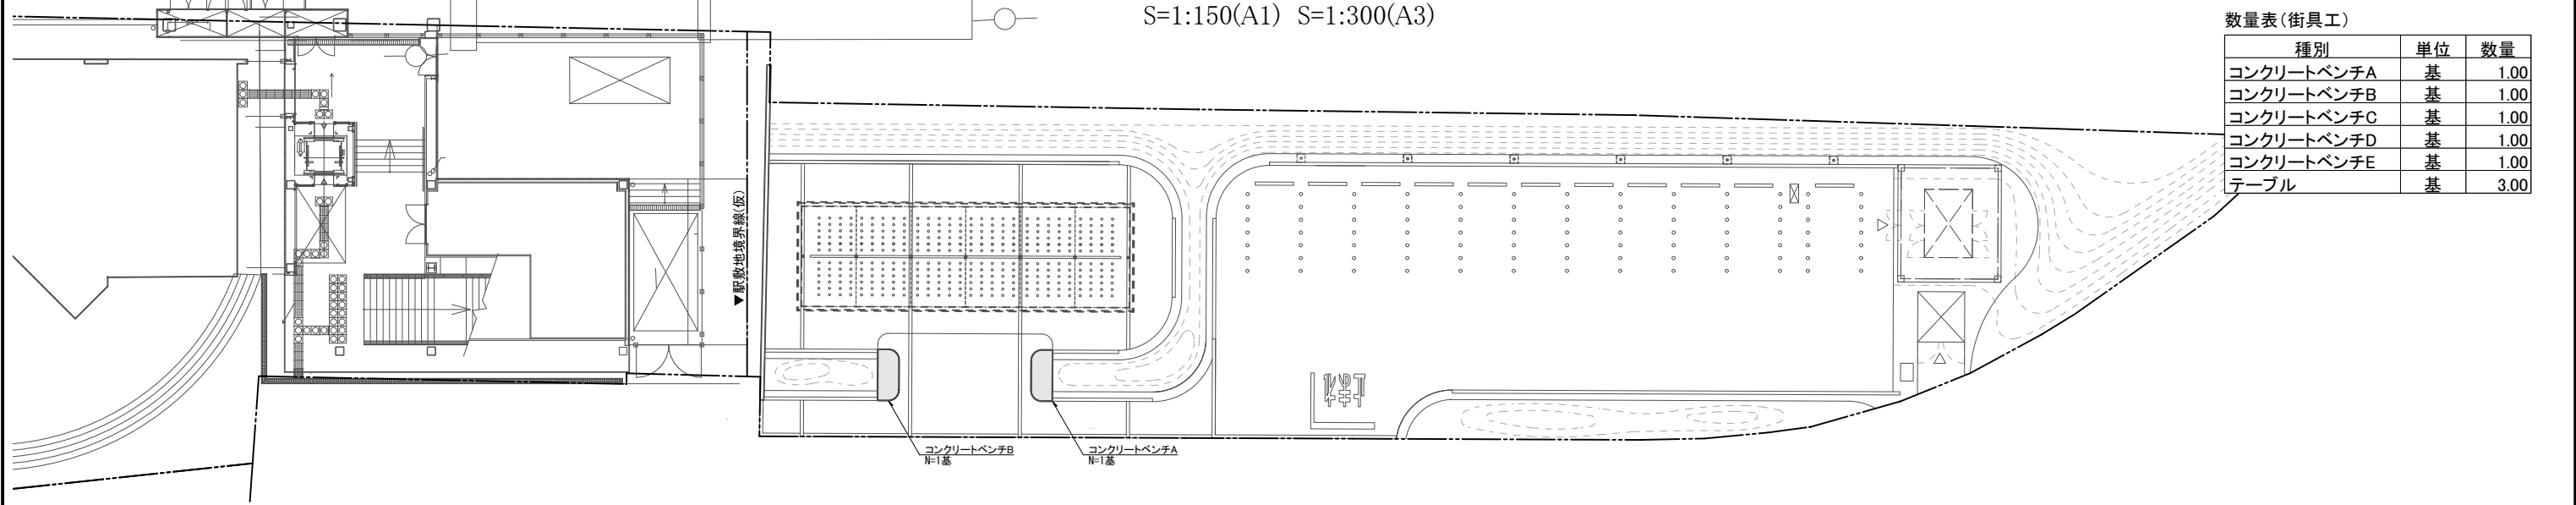 S=1:150(A1) S=1:300(A3)
数量表(街具工)
種別 単位 数量
コンクリートベンチA 基 1.00
コンクリートベンチB 基 1.00
コンクリートベンチC 基 1.00
コンクリートベンチD 基 1.00
コンクリートベンチE 基 1.00
テーブル 基 3.00
▼駅敷地境界線(仮)
コンクリートベンチB
N=1基
コンクリートベンチA
N=1基